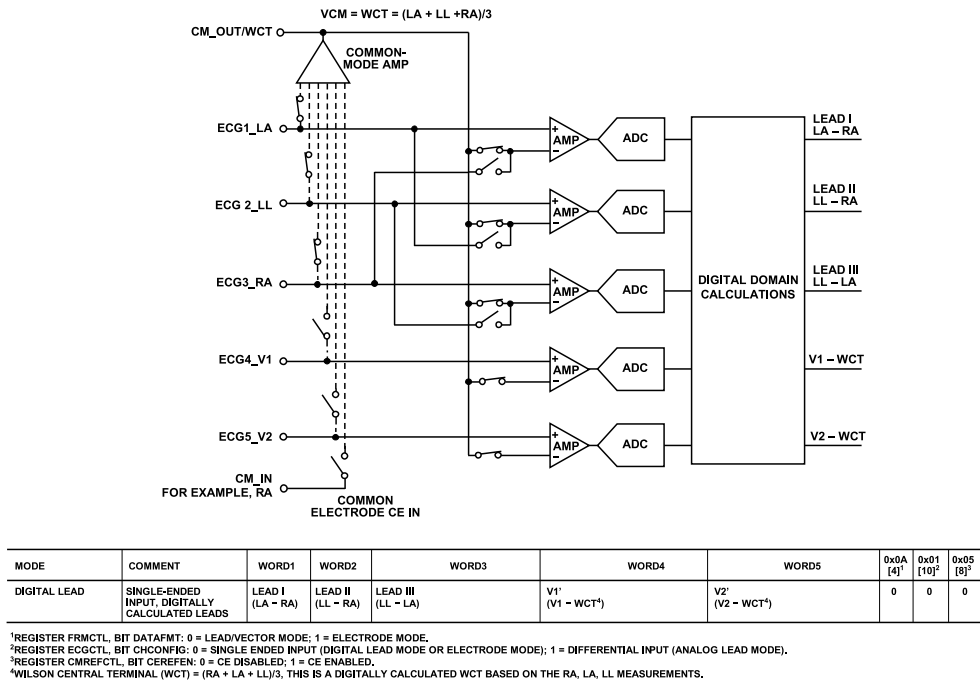 VCM = WCT = (LA + LL +RA)/3
CM_OUT/WCT
COMMON-
MODE AMP
ECG1_LA
+
AMP
–
ADC
LEAD I
LA – RA
ECG 2_LL
+
AMP
–
ADC
LEAD II
LL – RA
ECG3_RA
+
AMP
–
ADC
DIGITAL DOMAIN
CALCULATIONS
LEAD III
LL – LA
ECG4_V1
+
AMP
–
ADC
V1 – WCT
ECG5_V2
+
AMP
–
ADC
V2 – WCT
CM_IN
FOR EXAMPLE, RA
COMMON
ELECTRODE CE IN
MODE COMMENT WORD1 WORD2 WORD3 WORD4 WORD5 0x0A [4]1 0x01 [10]2 0x05 [8]3
DIGITAL LEAD SINGLE-ENDED INPUT, DIGITALLY CALCULATED LEADS LEAD I (LA – RA) LEAD II (LL – RA) LEAD III (LL – LA) V1' (V1 – WCT4) V2' (V2 – WCT4) 0 0 0
1REGISTER FRMCTL, BIT DATAFMT: 0 = LEAD/VECTOR MODE; 1 = ELECTRODE MODE.
2REGISTER ECGCTL, BIT CHCONFIG: 0 = SINGLE ENDED INPUT (DIGITAL LEAD MODE OR ELECTRODE MODE); 1 = DIFFERENTIAL INPUT (ANALOG LEAD MODE).
3REGISTER CMREFCTL, BIT CEREFEN: 0 = CE DISABLED; 1 = CE ENABLED.
4WILSON CENTRAL TERMINAL (WCT) = (RA + LA + LL)/3, THIS IS A DIGITALLY CALCULATED WCT BASED ON THE RA, LA, LL MEASUREMENTS.